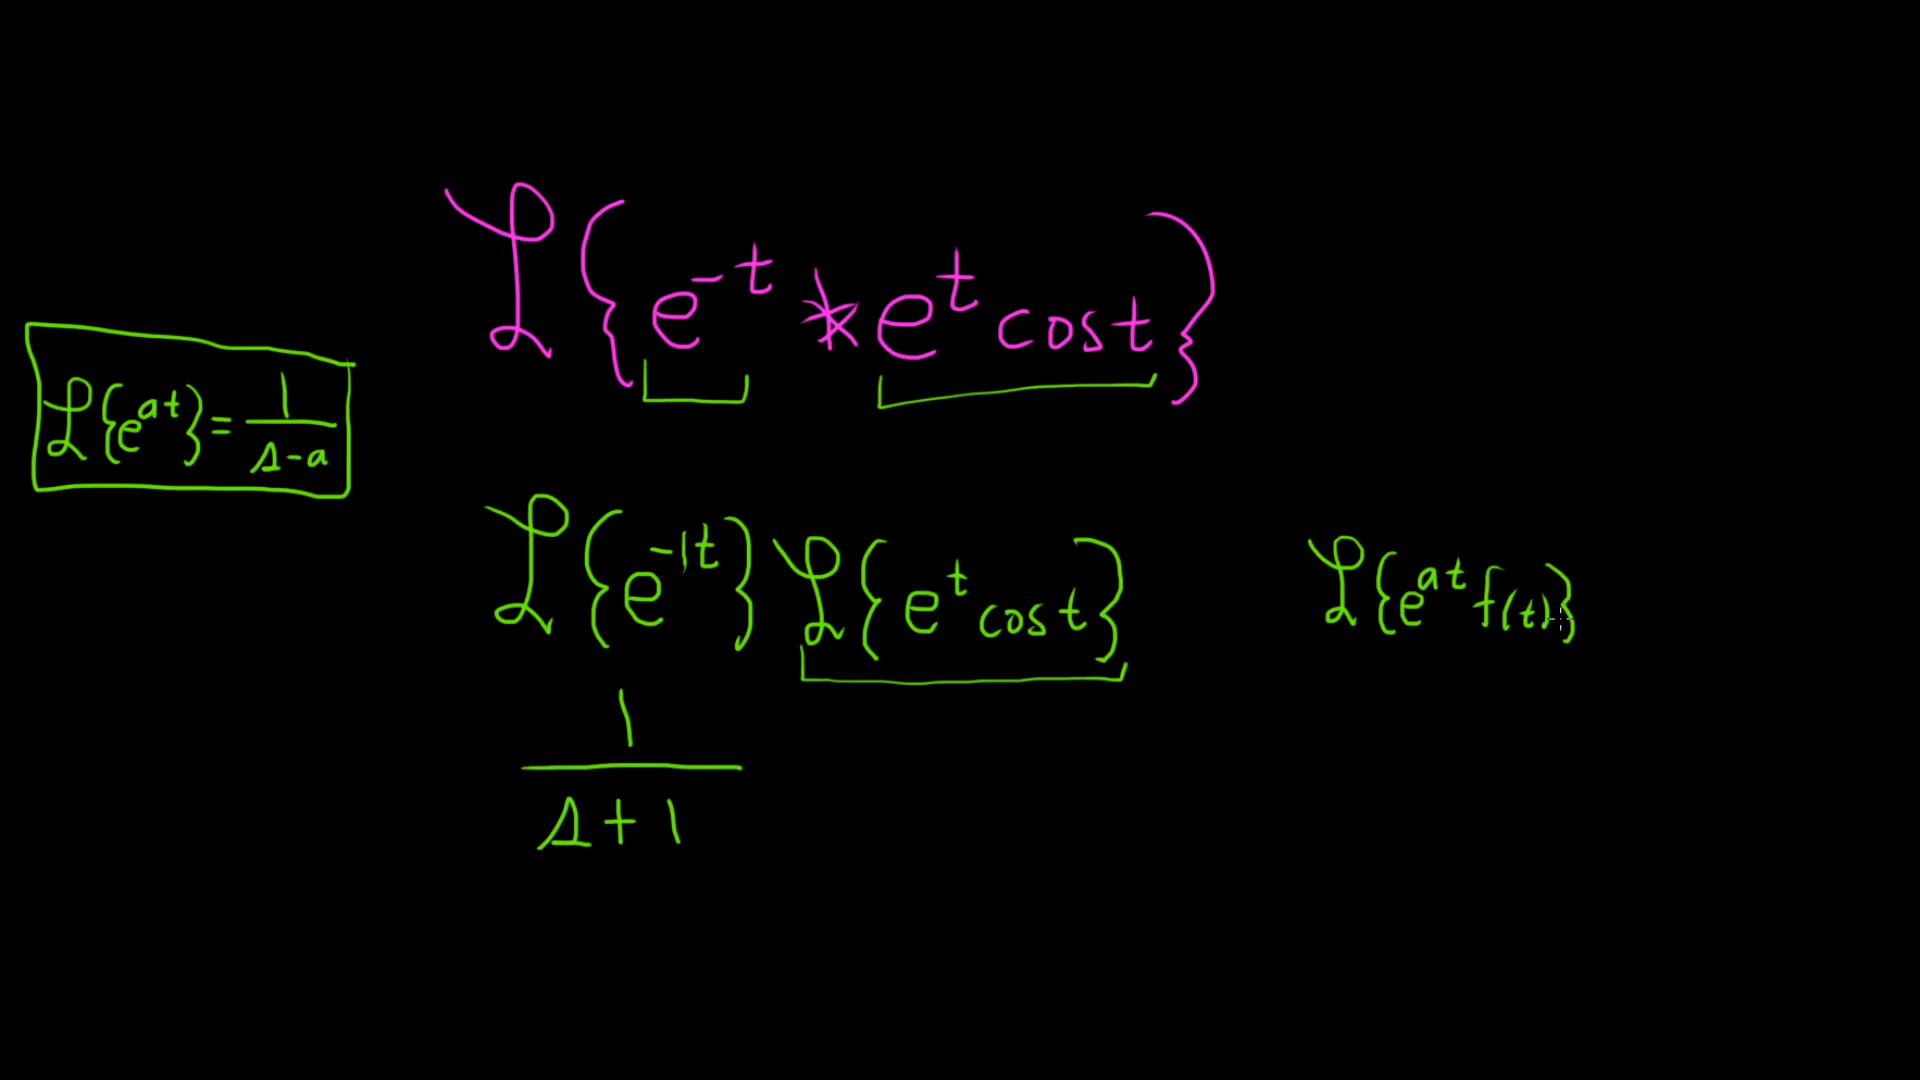 ℒ{e^{-t} * e^t cos t}
ℒ{e^{at}} = 1/(s-a)
ℒ{e^{-1t}} ℒ{e^t cos t}
ℒ{e^{at} f(t)}
1/(s+1)